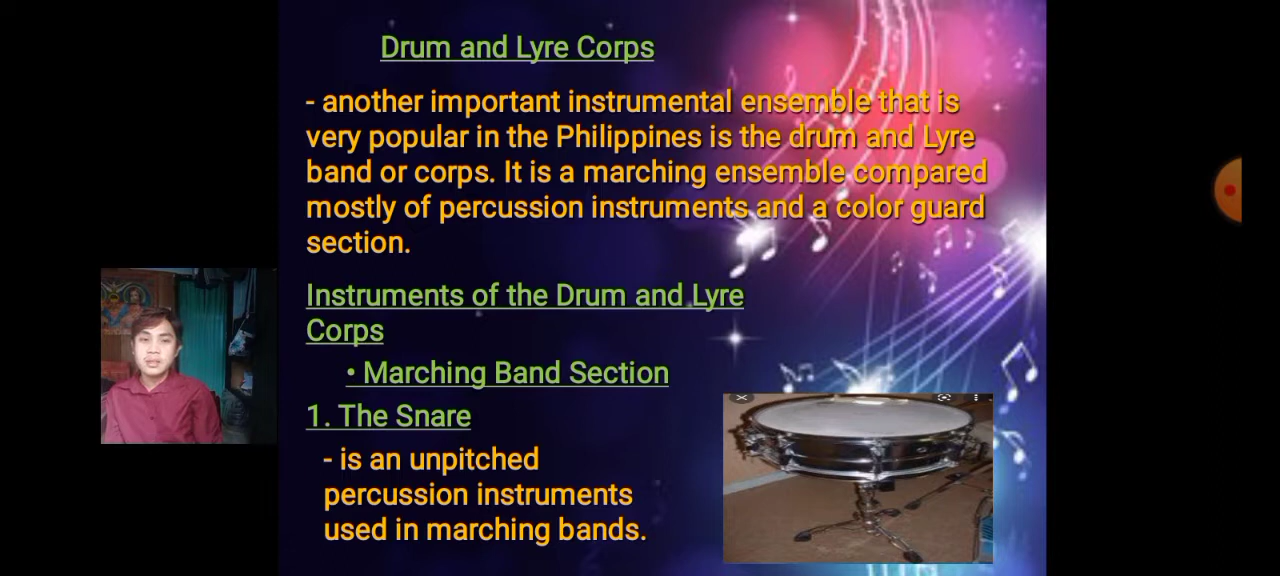 Drum and Lyre Corps
- another important instrumental ensemble that is
very popular in the Philippines is the drum and Lyre
band or corps. It is a marching ensemble compared
mostly of percussion instruments and a color guard
section.
Instruments of the Drum and Lyre
Corps
• Marching Band Section
1. The Snare
- is an unpitched
percussion instruments
used in marching bands.